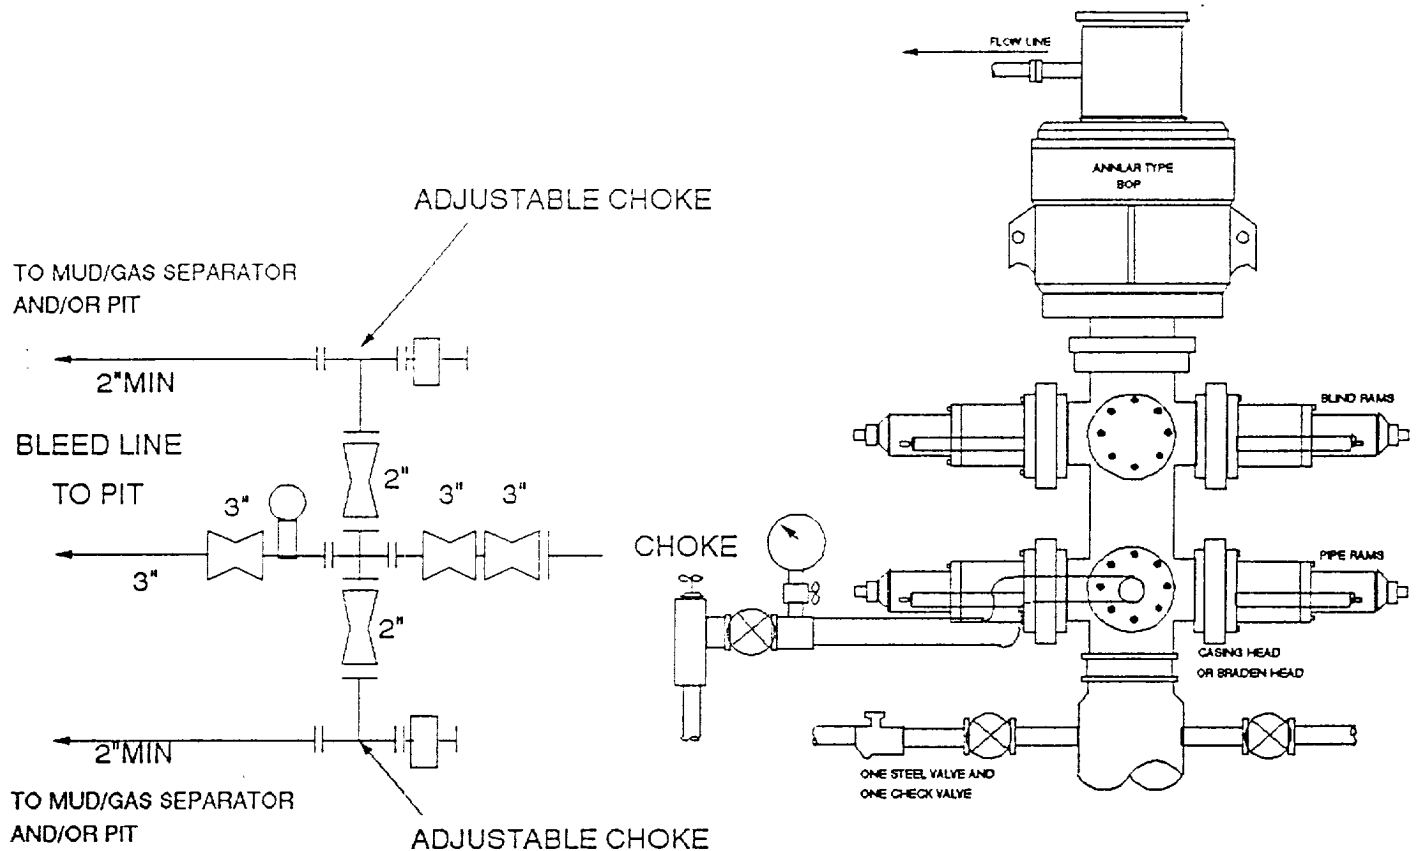 FLOW LINE
ANNLAR TYPE
BOP
ADJUSTABLE CHOKE
TO MUD/GAS SEPARATOR
AND/OR PIT
2"MIN
BLEED LINE
TO PIT
2"
3"
3"
3"
3"
2"
2"MIN
TO MUD/GAS SEPARATOR
AND/OR PIT
ADJUSTABLE CHOKE
BLIND RAMS
CHOKE
PIPE RAMS
CASING HEAD
OR BRADEN HEAD
ONE STEEL VALVE AND
ONE CHECK VALVE